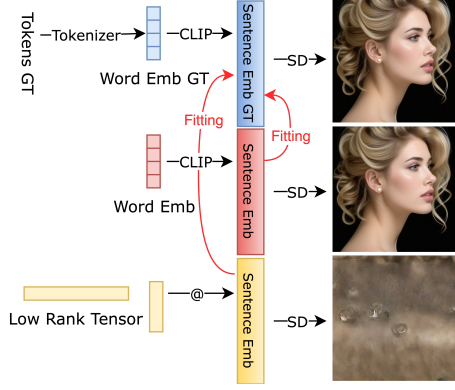 Tokens GT
Tokenizer
CLIP
Sentence Emb GT
SD
Word Emb GT
Fitting
Fitting
CLIP
Sentence Emb
SD
Word Emb
@
Sentence Emb
SD
Low Rank Tensor